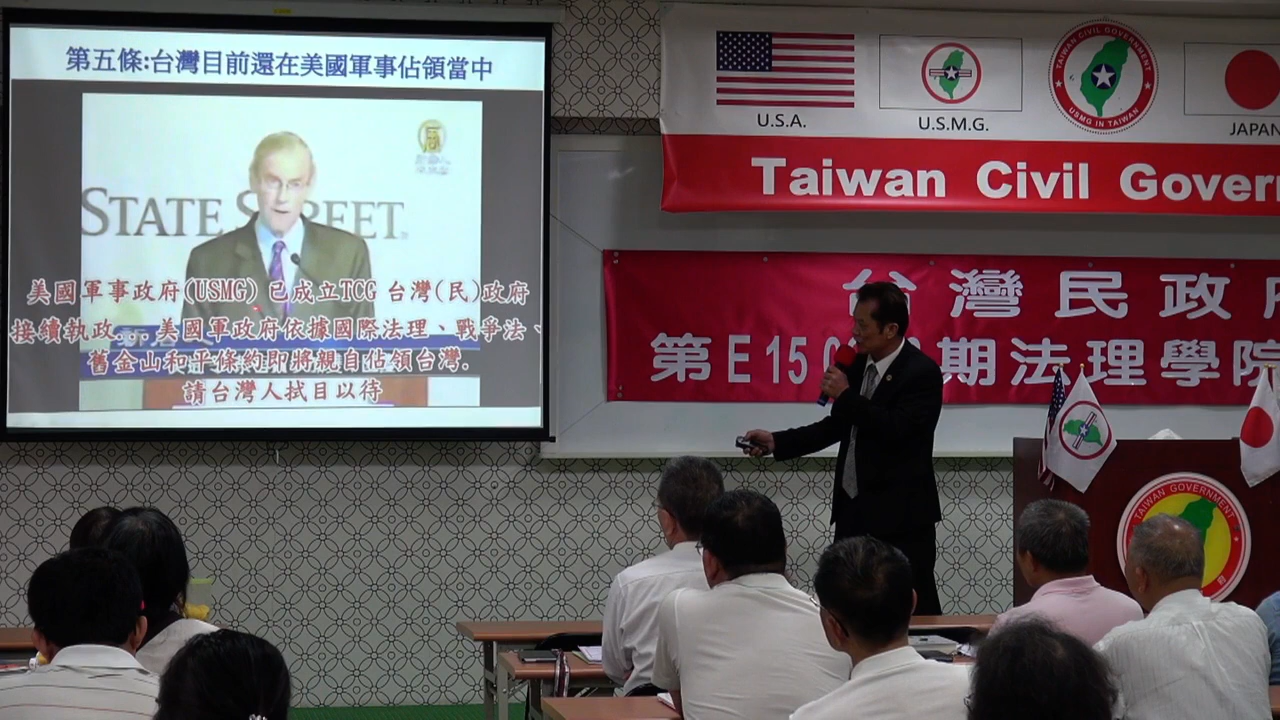 第五條:台灣目前還在美國軍事佔領當中
STATE STREET
美國軍事政府(USMG) 已成立TCG 台灣(民)政府
接續執政...美國軍政府依據國際法理、戰爭法、
舊金山和平條約即將親自佔領台灣.
請台灣人拭目以待
U.S.A.
U.S.M.G.
TAIWAN CIVIL GOVERNMENT
USMG IN TAIWAN
JAPAN
Taiwan Civil Govern
台灣民政府
第E15 期法理學院
TAIWAN GOVERNMENT